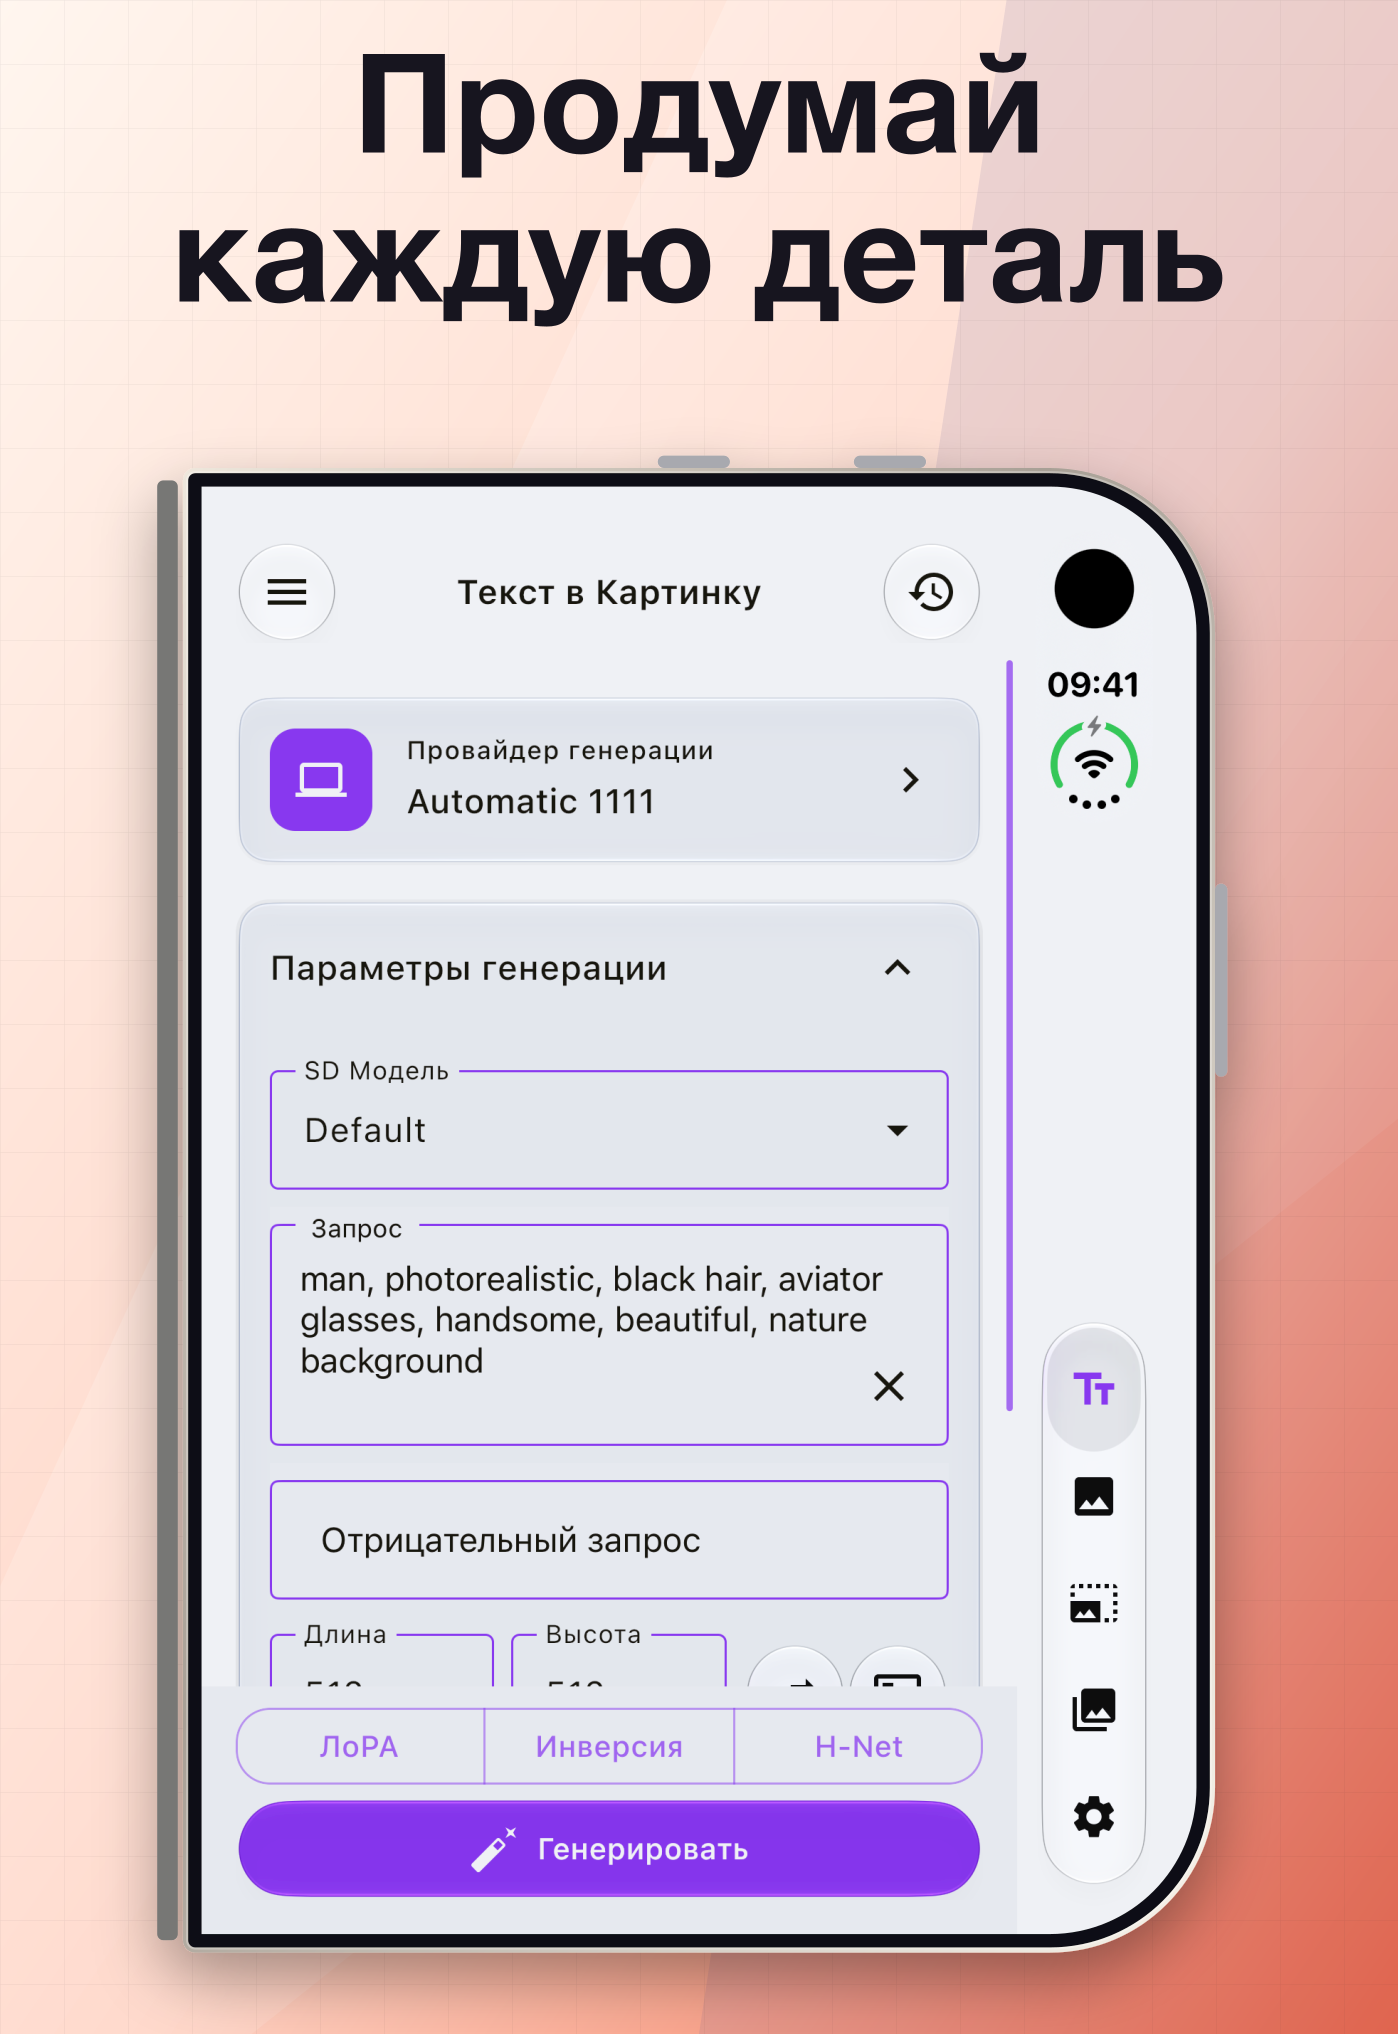 Продумай
каждую деталь
Текст в Картинку
09:41
Провайдер генерации
Automatic 1111
Параметры генерации
SD Модель
Default
Запрос
man, photorealistic, black hair, aviator
glasses, handsome, beautiful, nature
background
Отрицательный запрос
Длина
Высота
ЛоРА
Инверсия
H-Net
Генерировать